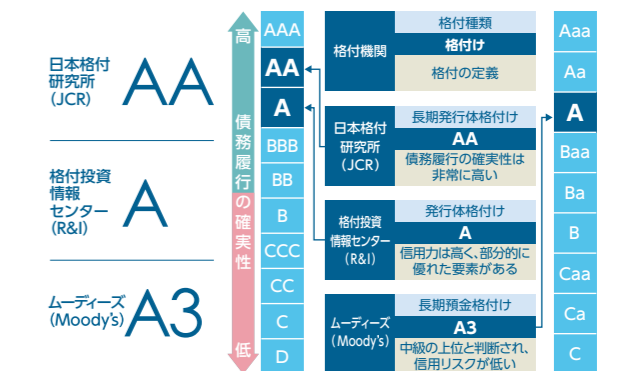 日本格付
研究所
(JCR)
AA
格付投資
情報
センター
(R&I)
A
ムーディーズ
(Moody's)
A3
高
債務履行の確実性
低
AAA
AA
A
BBB
BB
B
CCC
CC
C
D
格付機関
格付種類
格付け
格付の定義
日本格付
研究所
(JCR)
長期発行体格付け
AA
債務履行の確実性は
非常に高い
格付投資
情報センター
(R&I)
発行体格付け
A
信用力は高く、部分的に
優れた要素がある
ムーディーズ
(Moody's)
長期預金格付け
A3
中級の上位と判断され、
信用リスクが低い
Aaa
Aa
A
Baa
Ba
B
Caa
Ca
C